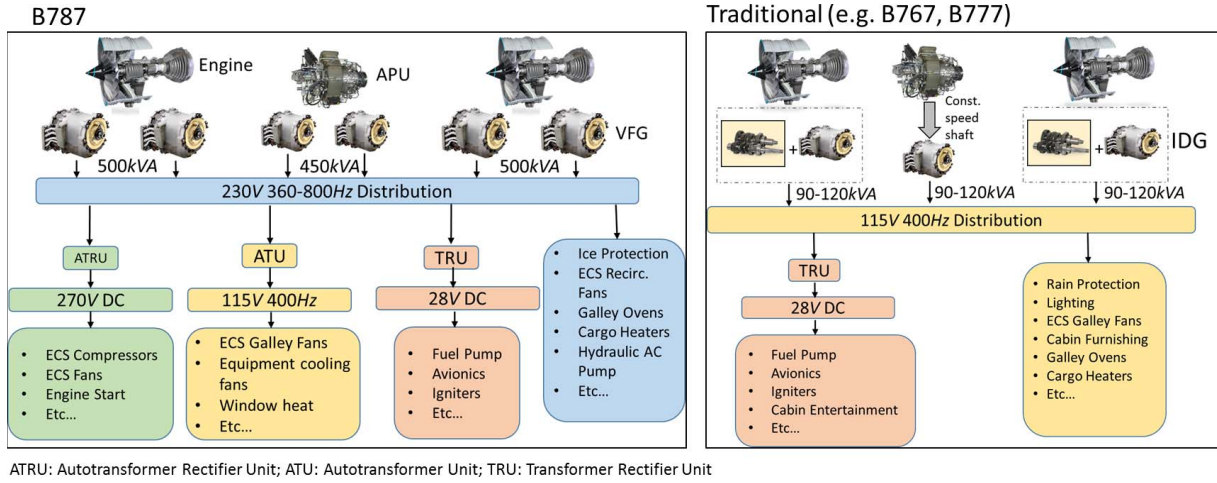 B787
Traditional (e.g. B767, B777)
Engine
APU
VFG
500kVA
450kVA
500kVA
230V 360-800Hz Distribution
ATRU
ATU
TRU
270V DC
115V 400Hz
28V DC
• ECS Compressors
• ECS Fans
• Engine Start
• Etc...
• ECS Galley Fans
• Equipment cooling
fans
• Window heat
• Etc...
• Fuel Pump
• Avionics
• Igniters
• Etc...
• Ice Protection
• ECS Recirc.
Fans
• Galley Ovens
• Cargo Heaters
• Hydraulic AC
Pump
• Etc...
Const.
speed
shaft
+
+
IDG
90-120kVA
90-120kVA
90-120kVA
115V 400Hz Distribution
TRU
28V DC
• Fuel Pump
• Avionics
• Igniters
• Cabin Entertainment
• Etc...
• Rain Protection
• Lighting
• ECS Galley Fans
• Cabin Furnishing
• Galley Ovens
• Cargo Heaters
• Etc...
ATRU: Autotransformer Rectifier Unit; ATU: Autotransformer Unit; TRU: Transformer Rectifier Unit